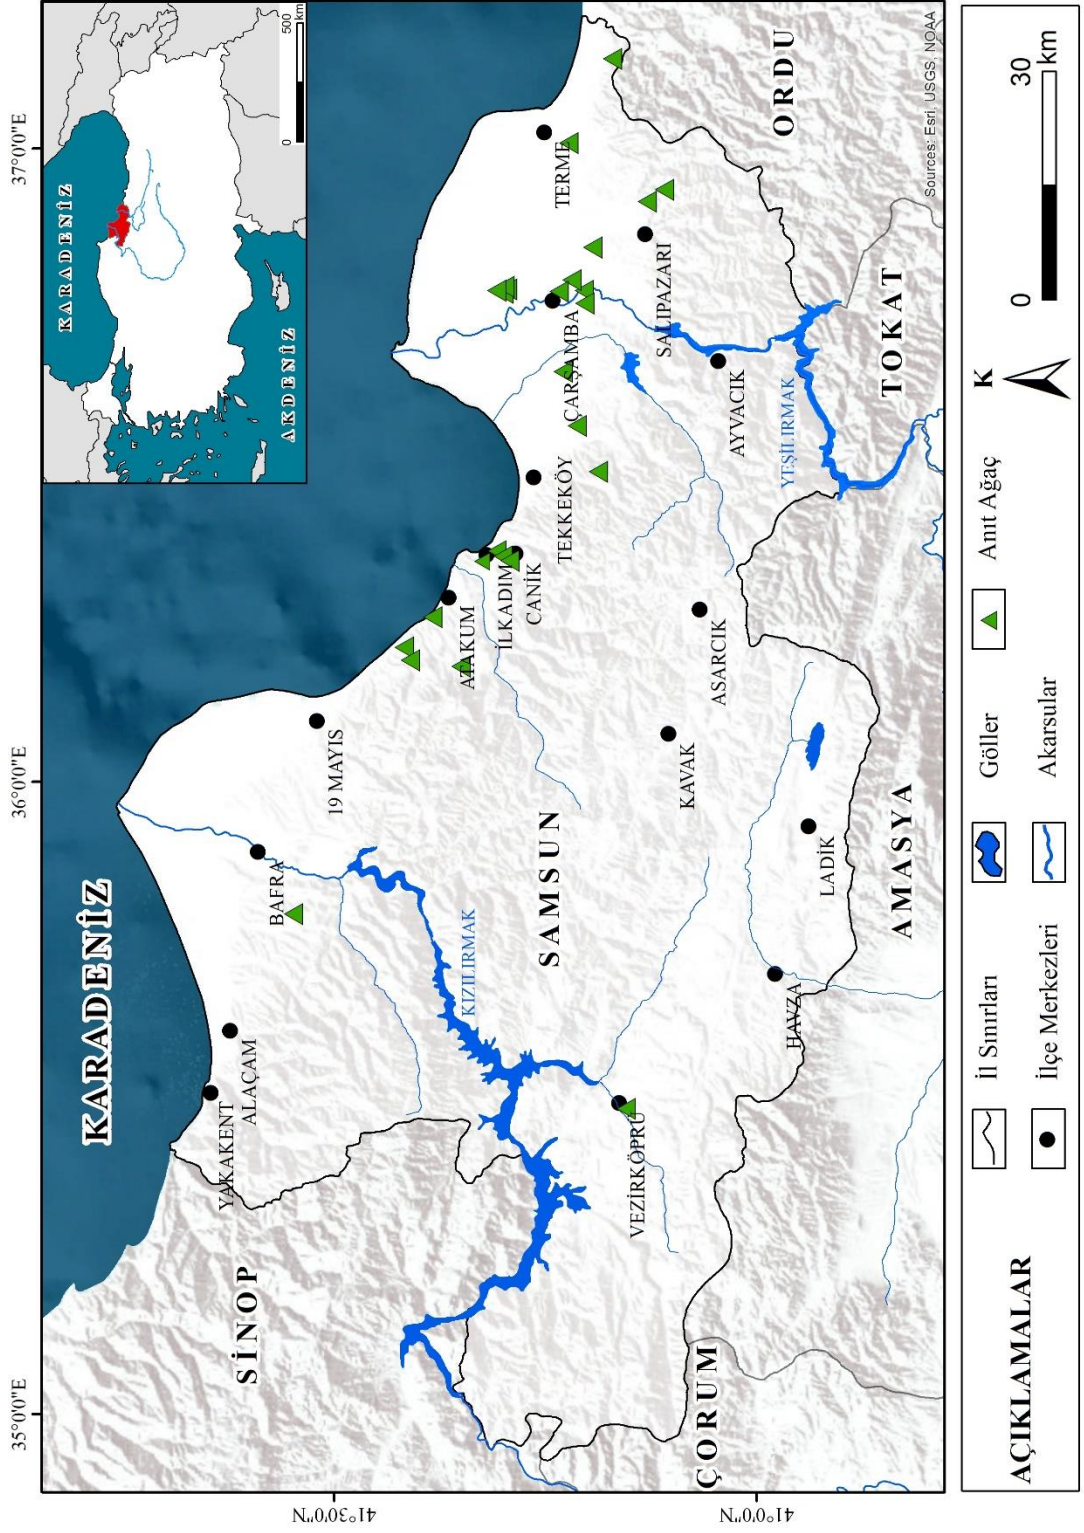 35°0'0"E
36°0'0"E
37°0'0"E
41°30'0"N
41°0'0"N
KARADENİZ
KARADENİZ
AKDENİZ
0
500
km
SİNOP
YAKAKENT
ALAÇAM
BAFRA
19 MAYIS
KIZILIRMAK
ATAKUM
İLKADIM
CANİK
TEKKEKÖY
ÇARŞAMBA
TERME
SALIPAZARI
AYVACIK
YEŞİLIRMAK
ASARCIK
KAVAK
SAMSUN
VEZİRKÖPRÜ
HAVZA
LADİK
ÇORUM
AMASYA
TOKAT
ORDU
Sources: Esri, USGS, NOAA
AÇIKLAMALAR
İl Sınırları
Göller
Anıt Ağaç
İlçe Merkezleri
Akarsular
K
0
30
km